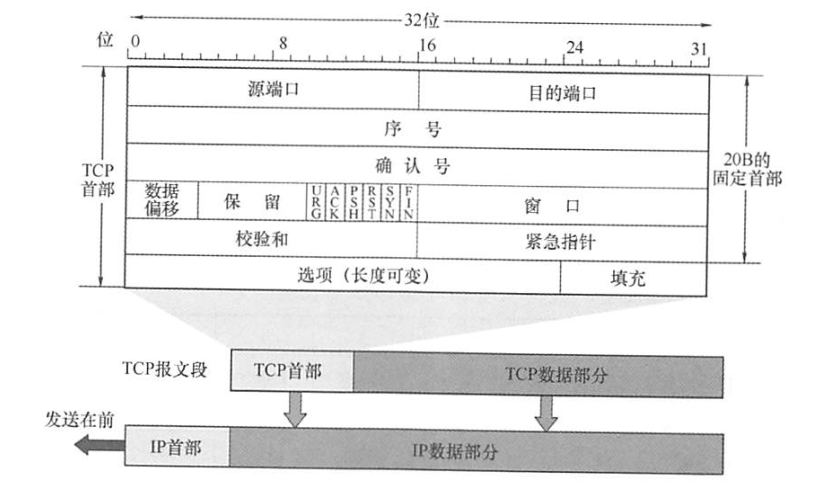 32位
位 0 8 16 24 31
源端口 目的端口
序 号
确 认 号
TCP
首部
20B的
固定首部
数据
偏移
保 留
URG
ACK
PSH
RST
SYN
FIN
窗 口
校验和 紧急指针
选项（长度可变） 填充
TCP报文段 TCP首部 TCP数据部分
发送在前
IP首部 IP数据部分